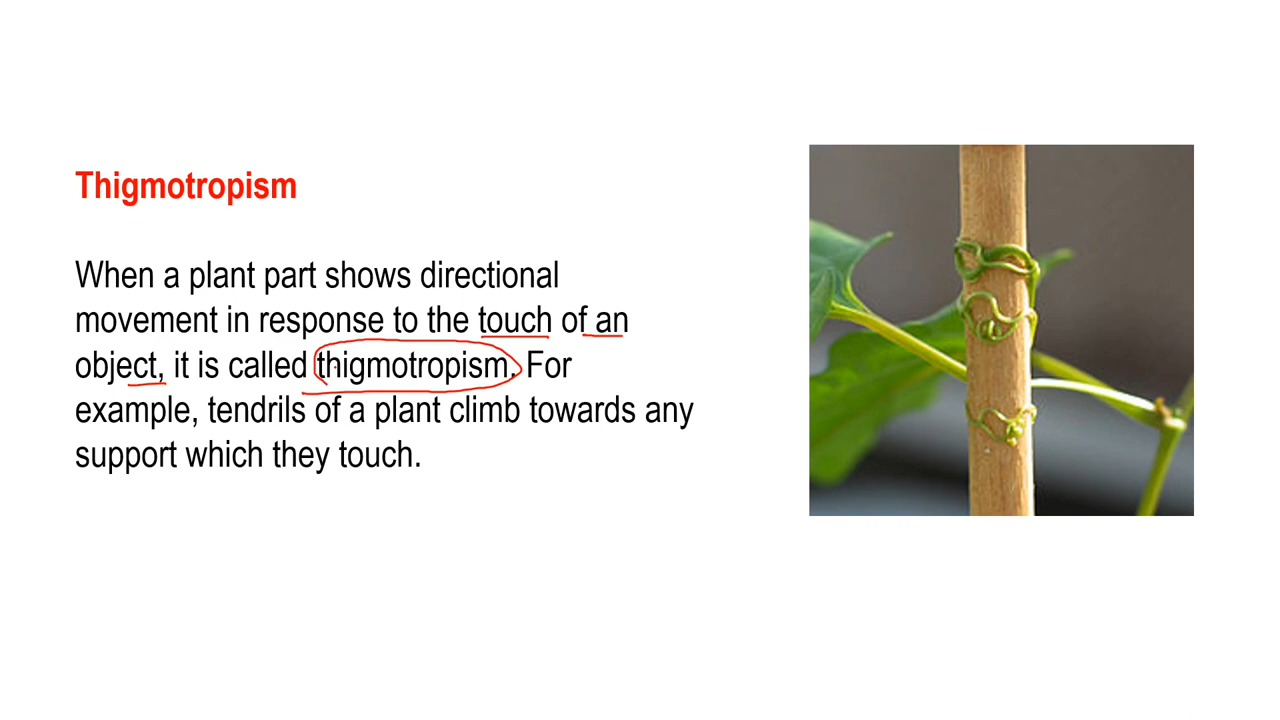 Thigmotropism
When a plant part shows directional
movement in response to the touch of an
object, it is called thigmotropism. For
example, tendrils of a plant climb towards any
support which they touch.